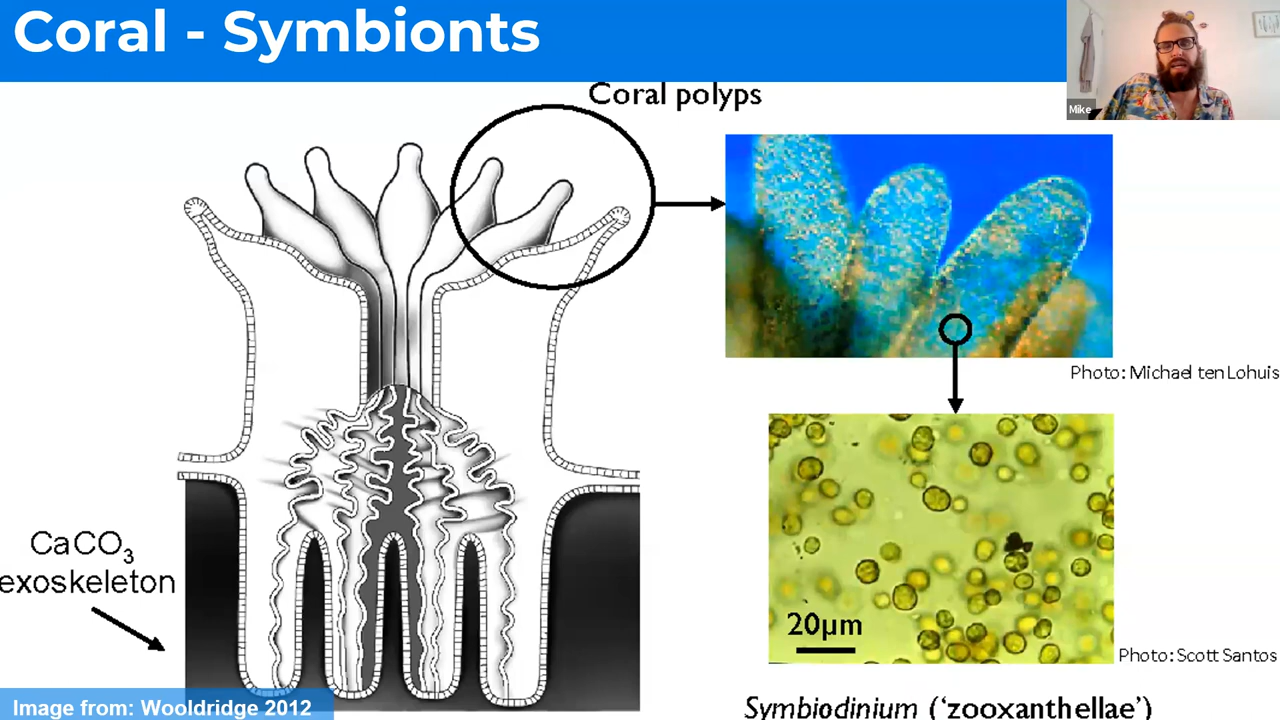 Coral - Symbionts
Mike
Coral polyps
Photo: Michael ten Lohuis
CaCO₃
exoskeleton
20µm
Photo: Scott Santos
Image from: Wooldridge 2012
Symbiodinium (‘zooxanthellae’)